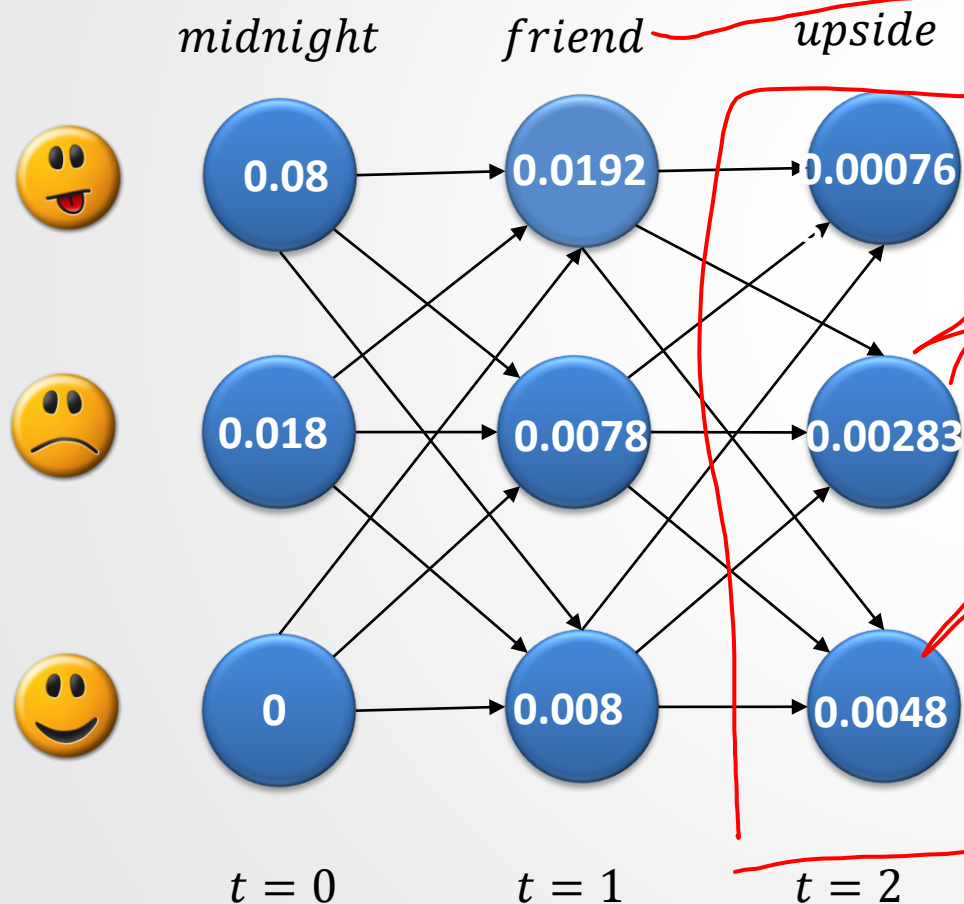 midnight friend upside
0.08 0.0192 0.00076
0.018 0.0078 0.00283
0 0.008 0.0048
t = 0 t = 1 t = 2